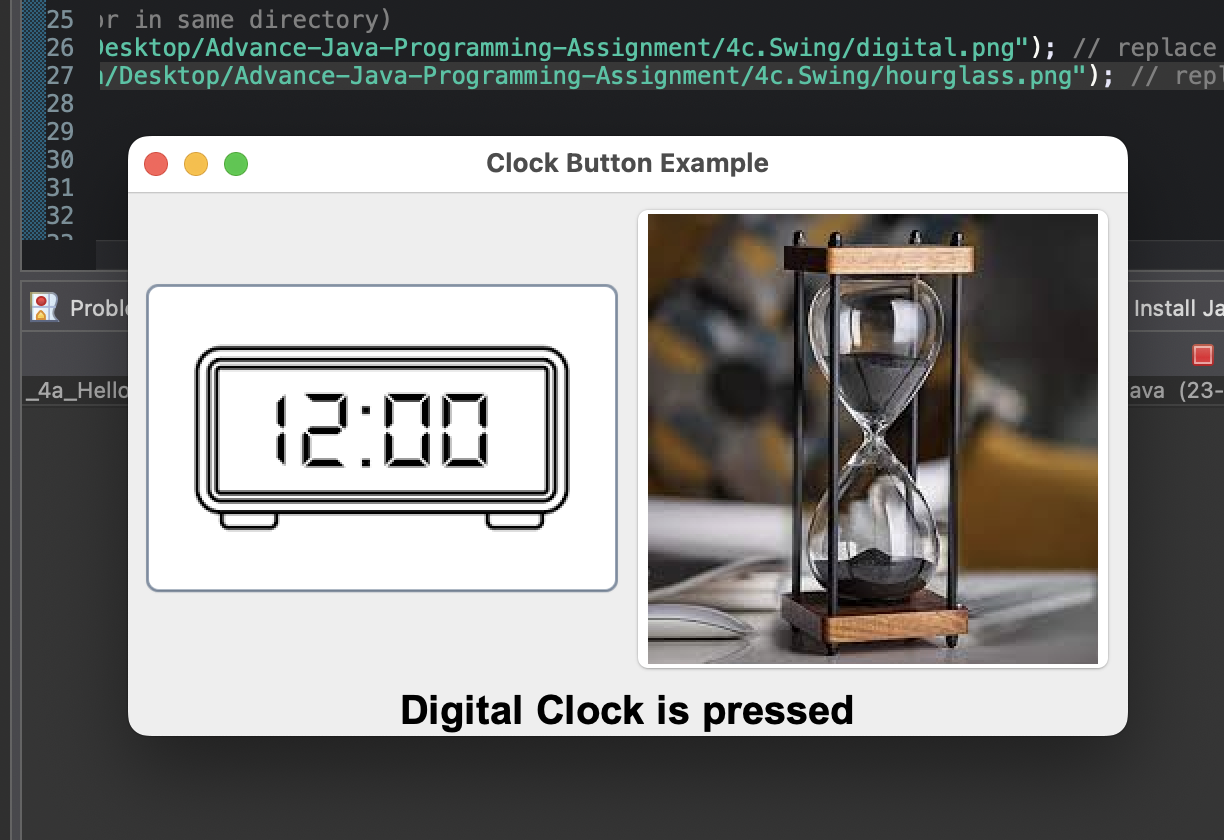 25 or in same directory)
26 Desktop/Advance-Java-Programming-Assignment/4c.Swing/digital.png"); // replace
27 /Desktop/Advance-Java-Programming-Assignment/4c.Swing/hourglass.png"); // repl
28
29
30
31
32
33
Clock Button Example
12:00
Digital Clock is pressed
Proble
Install Ja
_4a_Hello
ava (23-